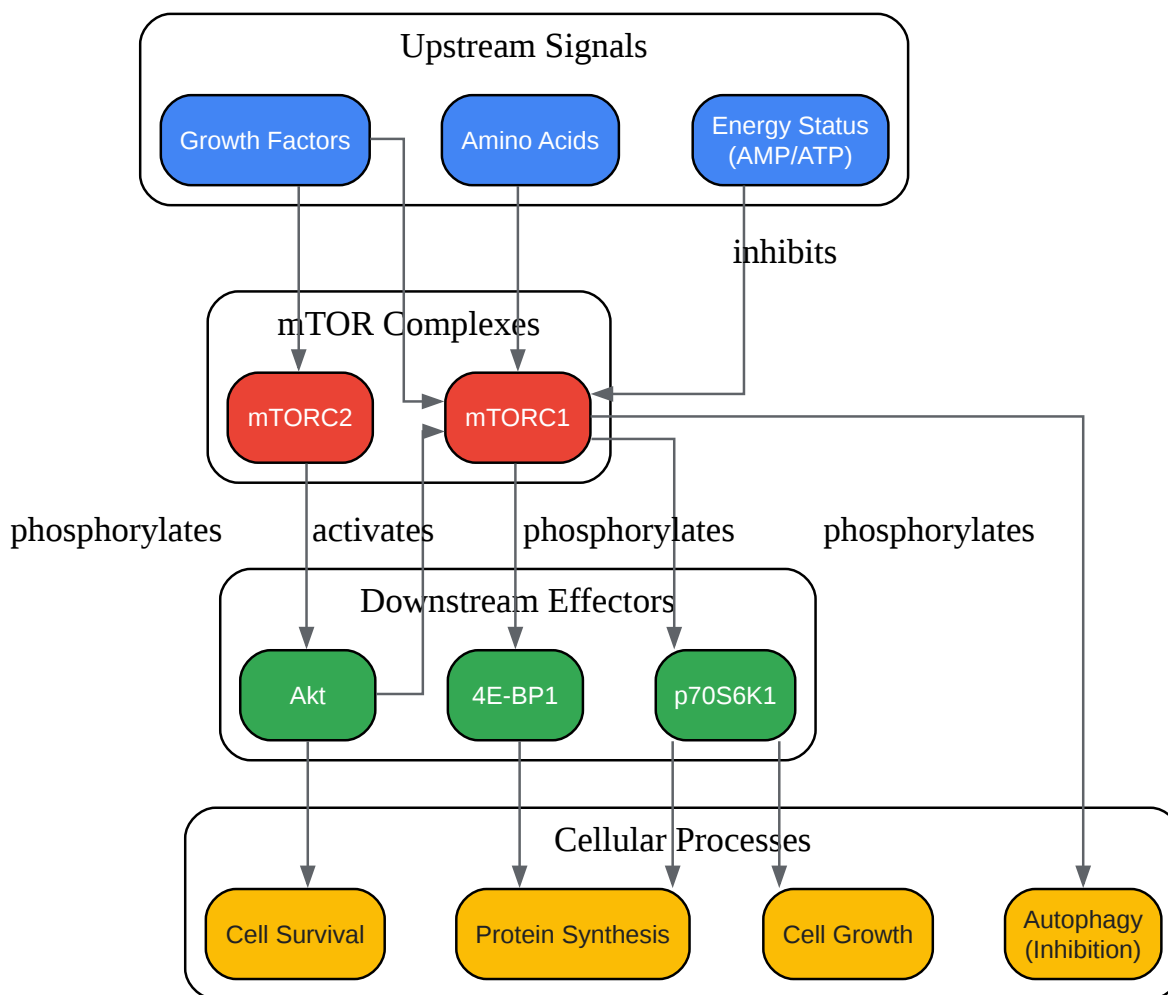 Upstream Signals
Growth Factors
Amino Acids
Energy Status
(AMP/ATP)
inhibits
mTOR Complexes
mTORC2
mTORC1
phosphorylates
activates
phosphorylates
phosphorylates
Downstream Effectors
Akt
4E-BP1
p70S6K1
Cellular Processes
Cell Survival
Protein Synthesis
Cell Growth
Autophagy
(Inhibition)